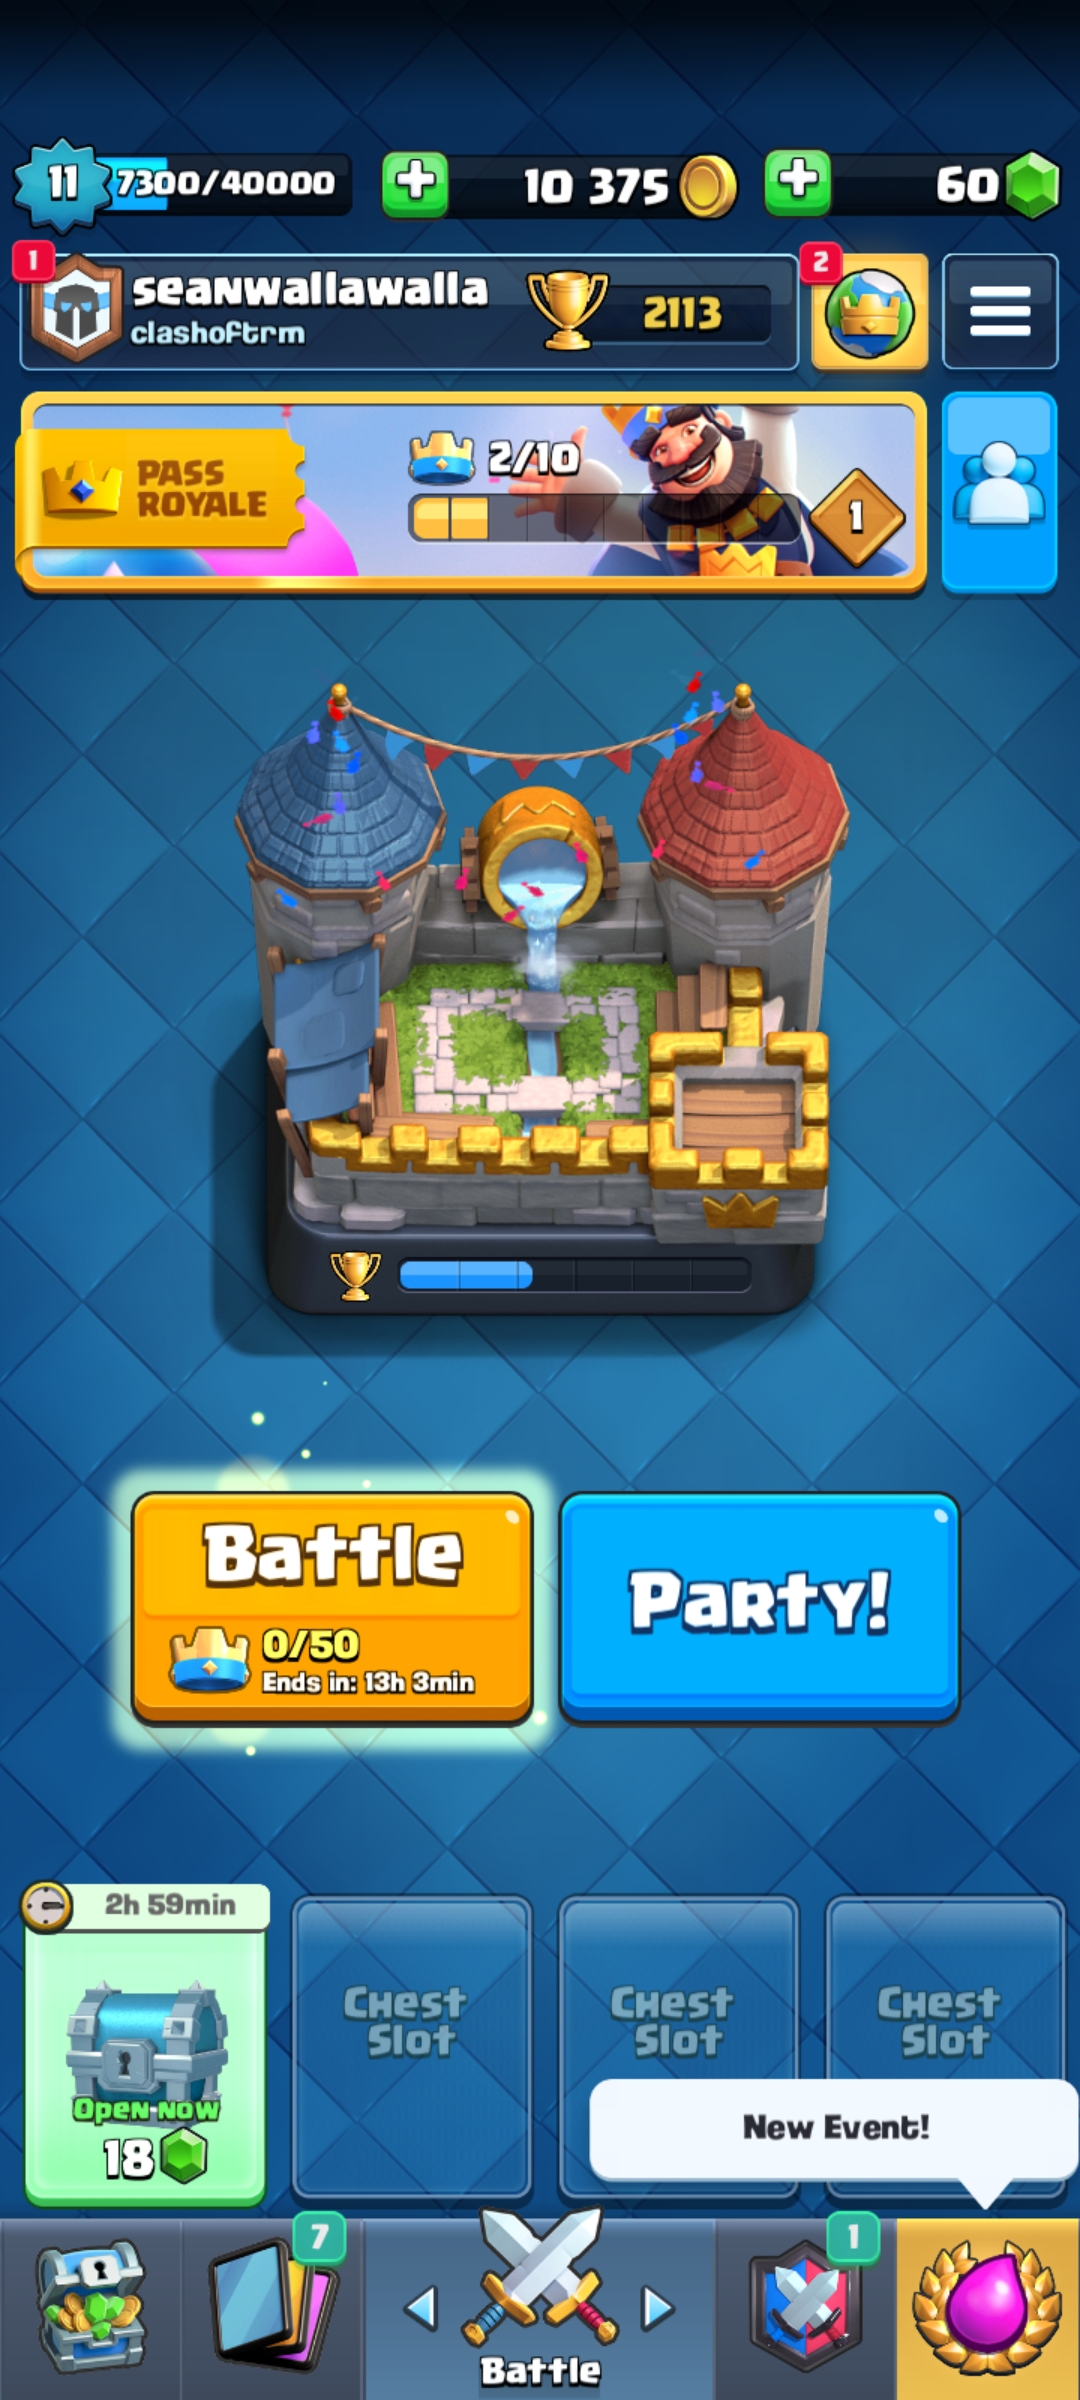 11
7300/40000
10 375
60
1
seanwallawalla
clashoftrm
2113
2
PASS
ROYALE
2/10
1
Battle
0/50
Ends in: 13h 3min
Party!
2h 59min
Open now
18
Chest
Slot
Chest
Slot
Chest
Slot
New Event!
7
Battle
1